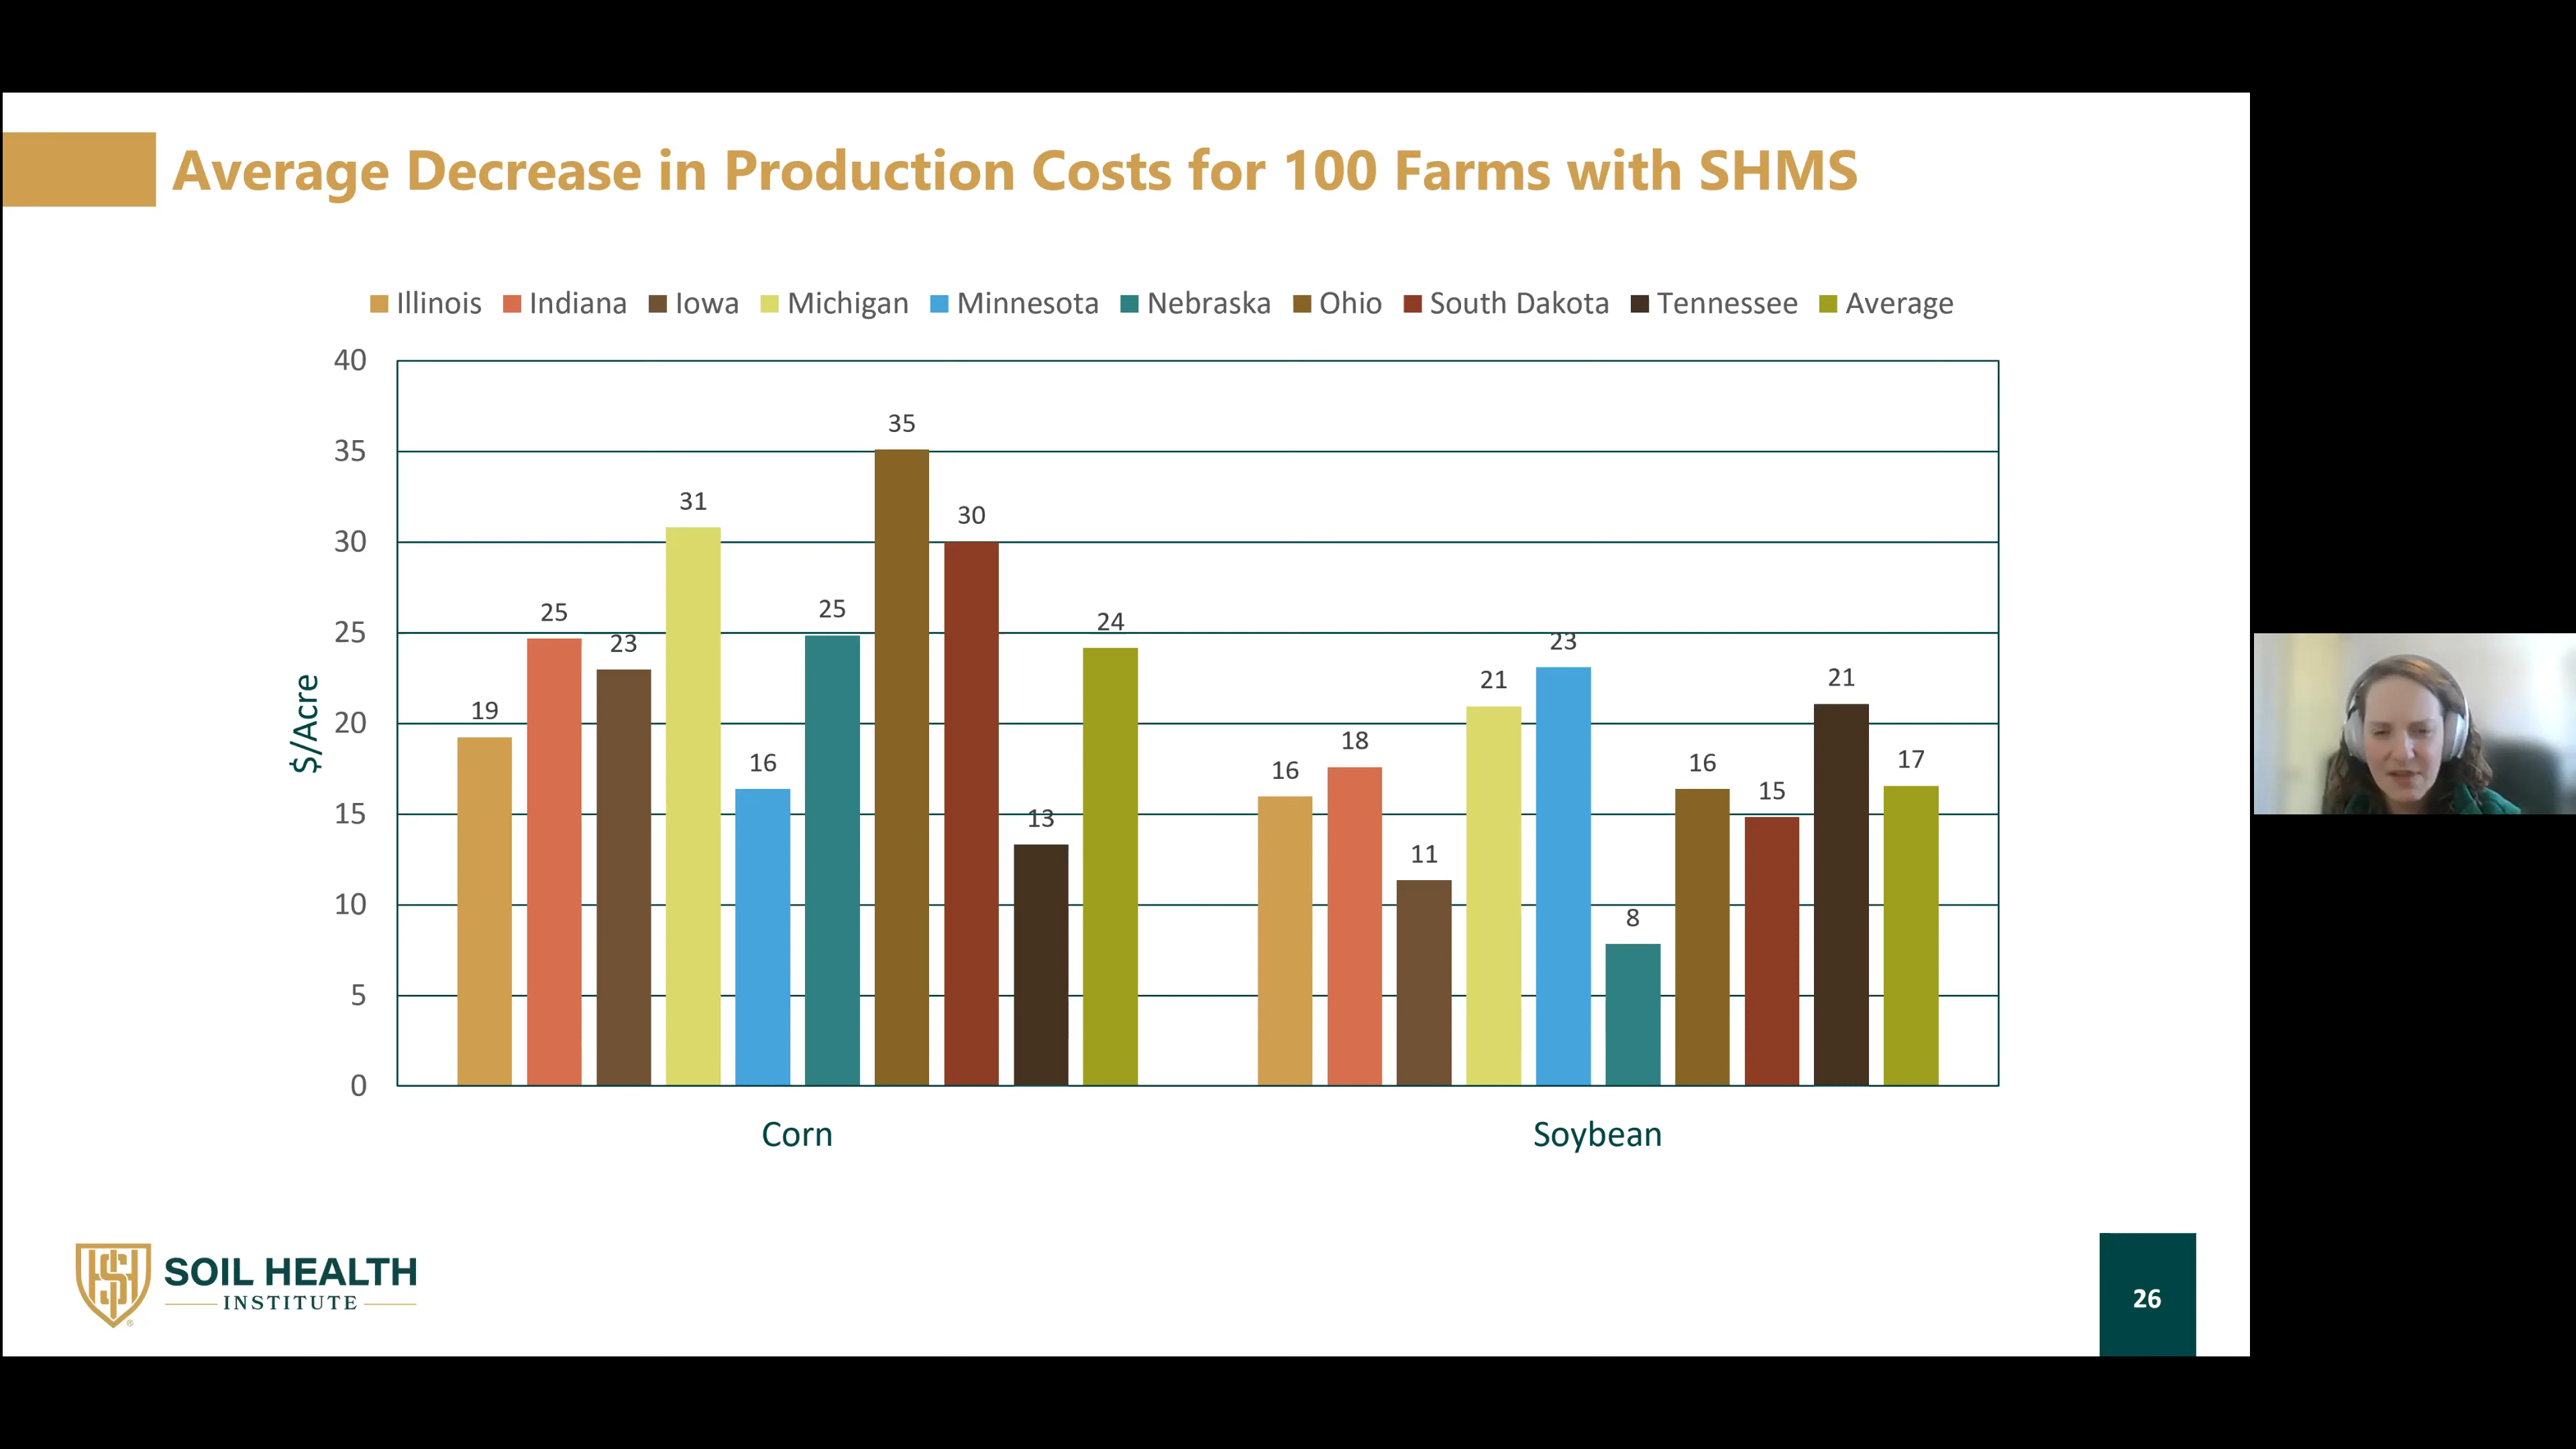 Average Decrease in Production Costs for 100 Farms with SHMS
Illinois Indiana Iowa Michigan Minnesota Nebraska Ohio South Dakota Tennessee Average
40
35
30
25
20
15
10
5
0
$/Acre
19 25 23 31 16 25 35 30 13 24
16 18 11 21 23 8 16 15 21 17
Corn Soybean
SOIL HEALTH
INSTITUTE
®
26